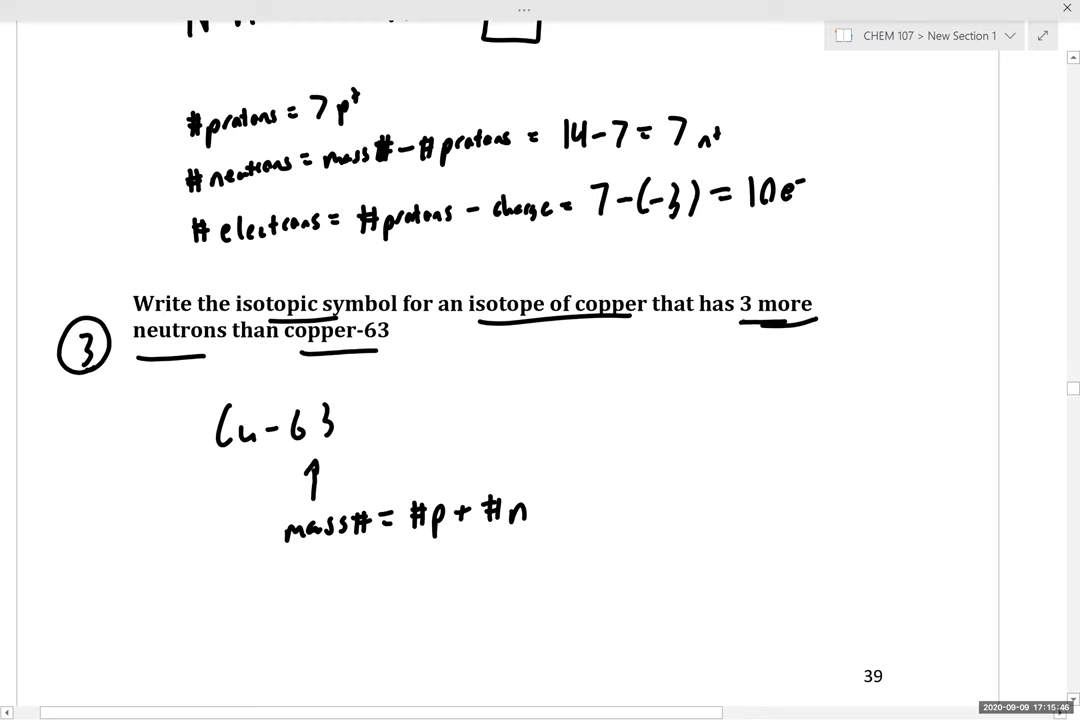 CHEM 107 > New Section 1
#protons = 7 p⁺
# neutrons = mass # - # protons = 14 - 7 = 7 n⁺
# electrons = #protons - charge = 7 - (-3) = 10 e⁻
Write the isotopic symbol for an isotope of copper that has 3 more
3 neutrons than copper-63
Cu - 63
↑
mass# = #p + #n
39
2020-09-09 17:15:46